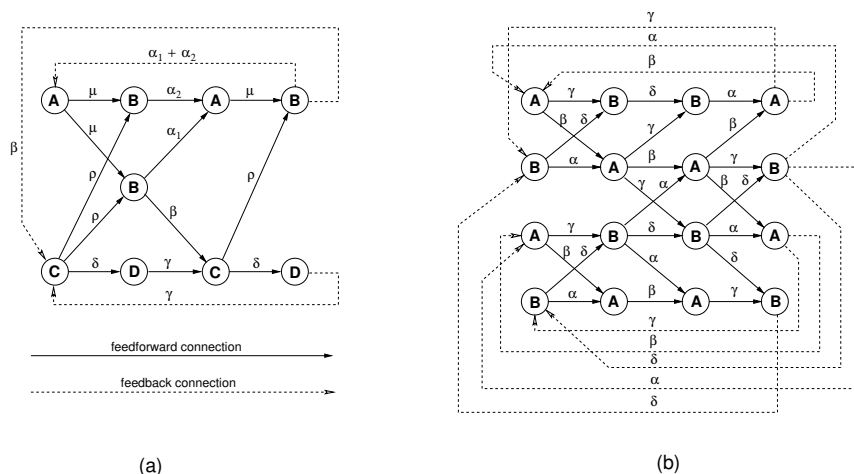 γ
α
α₁ + α₂
β
A μ B α₂ A μ B
A γ B δ B α A
μ
α₁
β δ
γ
β
β
ρ
B
B α A β A γ B
ρ
β
ρ
γ α
β δ
C δ D γ C δ D
A γ B δ B α A
γ
β δ
α
δ
B α A β A γ B
γ
feedforward connection
β
feedback connection
δ
α
δ
(a)
(b)